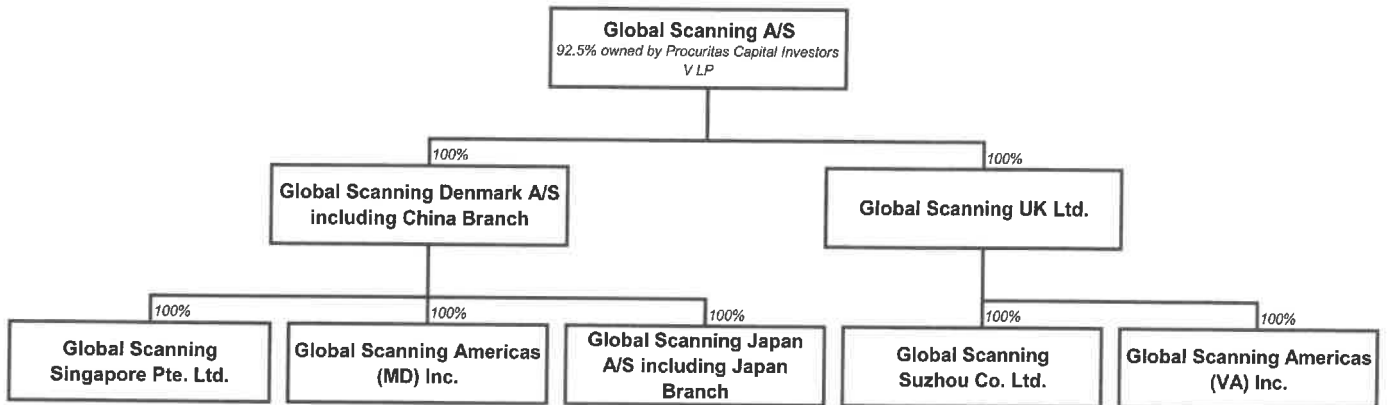 Global Scanning A/S
92.5% owned by Procuritas Capital Investors
V LP
100%
100%
Global Scanning Denmark A/S
including China Branch
Global Scanning UK Ltd.
100%
100%
100%
100%
100%
Global Scanning
Singapore Pte. Ltd.
Global Scanning Americas
(MD) Inc.
Global Scanning Japan
A/S including Japan
Branch
Global Scanning
Suzhou Co. Ltd.
Global Scanning Americas
(VA) Inc.